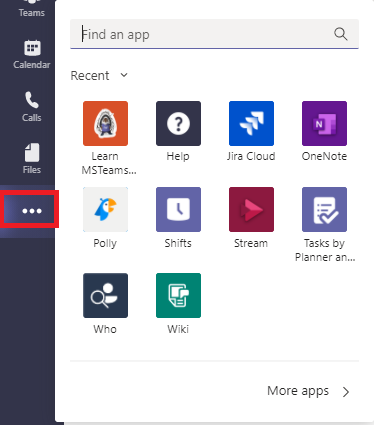 Teams
Calendar
Calls
Files
Find an app
Recent
Learn
MSTeams...
Help
Jira Cloud
OneNote
Polly
Shifts
Stream
Tasks by
Planner an...
Who
Wiki
More apps